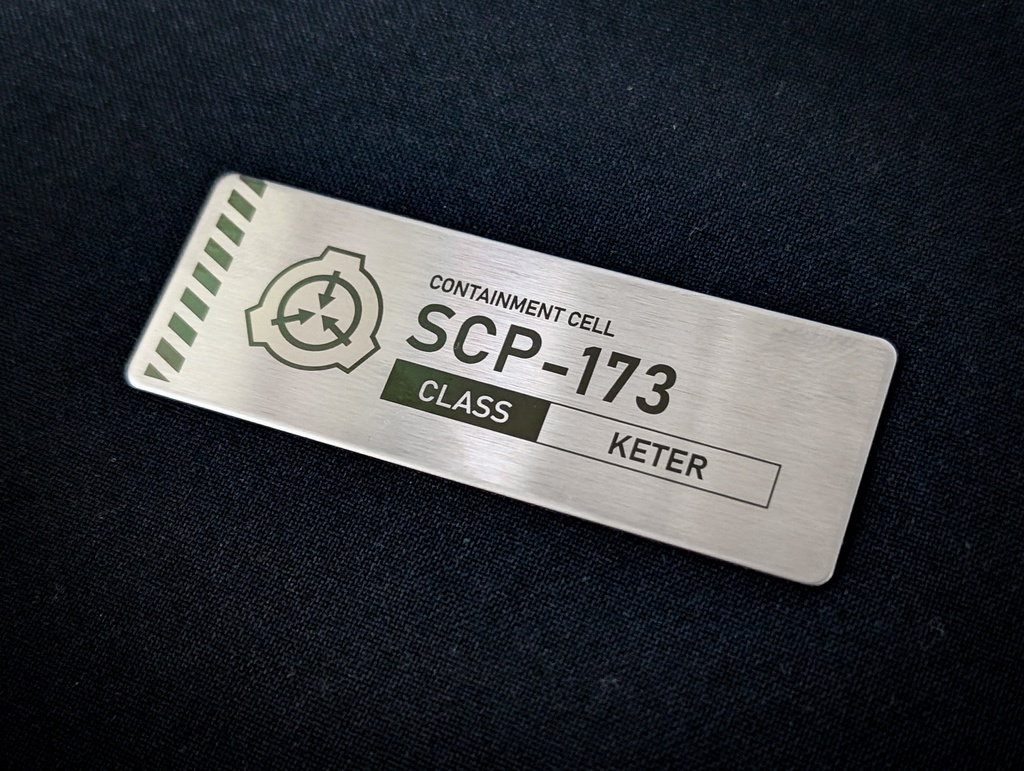 CONTAINMENT CELL
SCP-173
CLASS KETER